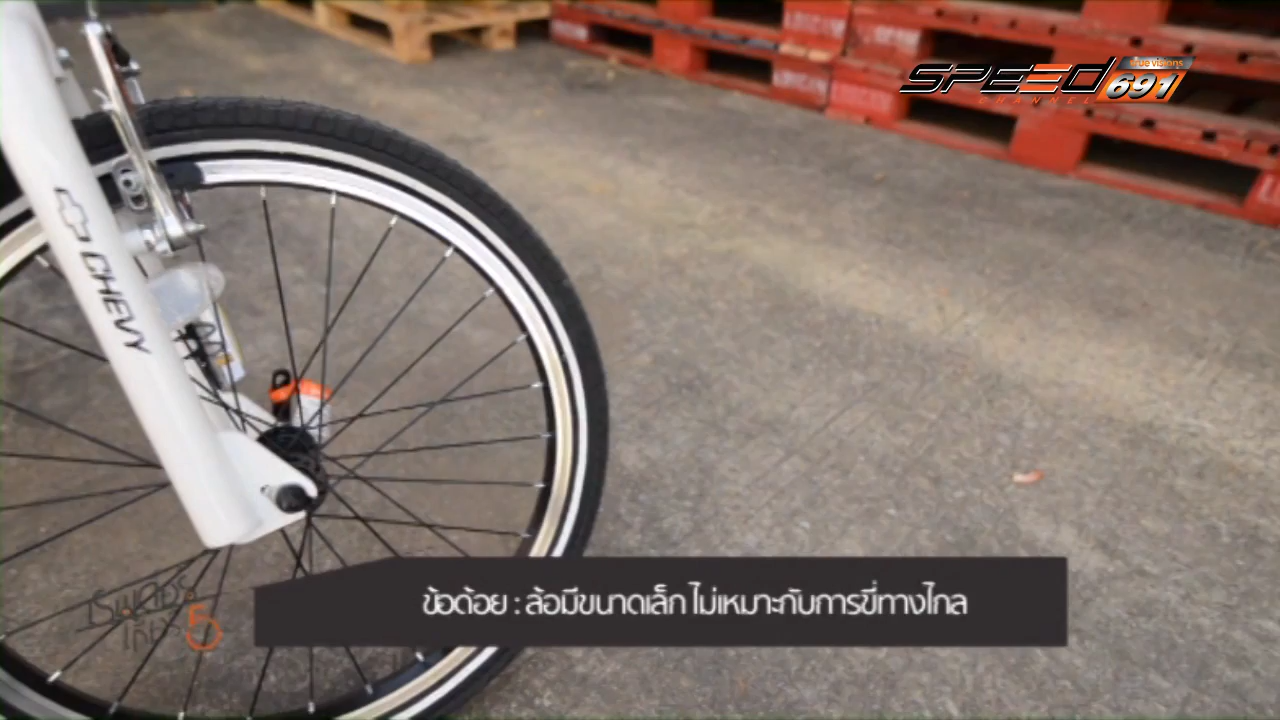 true visions
SPEED 691
CHANNEL
CHEVY
ข้อด้อย : ล้อมีขนาดเล็ก ไม่เหมาะกับการขี่ทางไกล
5